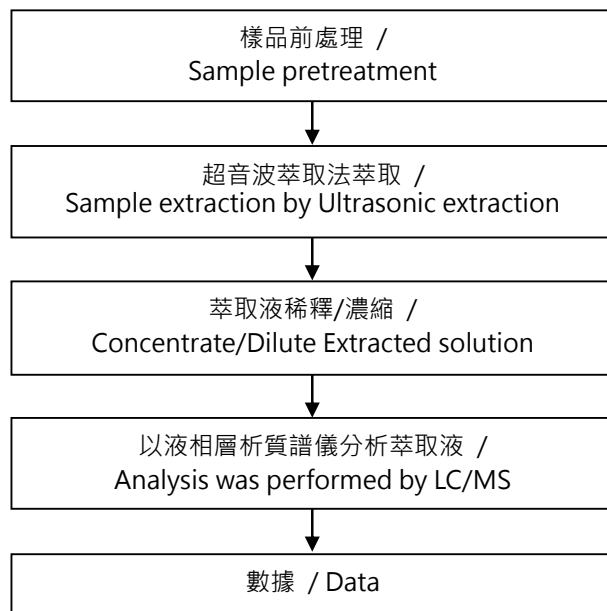 樣品前處理 /
Sample pretreatment
超音波萃取法萃取 /
Sample extraction by Ultrasonic extraction
萃取液稀釋/濃縮 /
Concentrate/Dilute Extracted solution
以液相層析質譜儀分析萃取液 /
Analysis was performed by LC/MS
數據 / Data